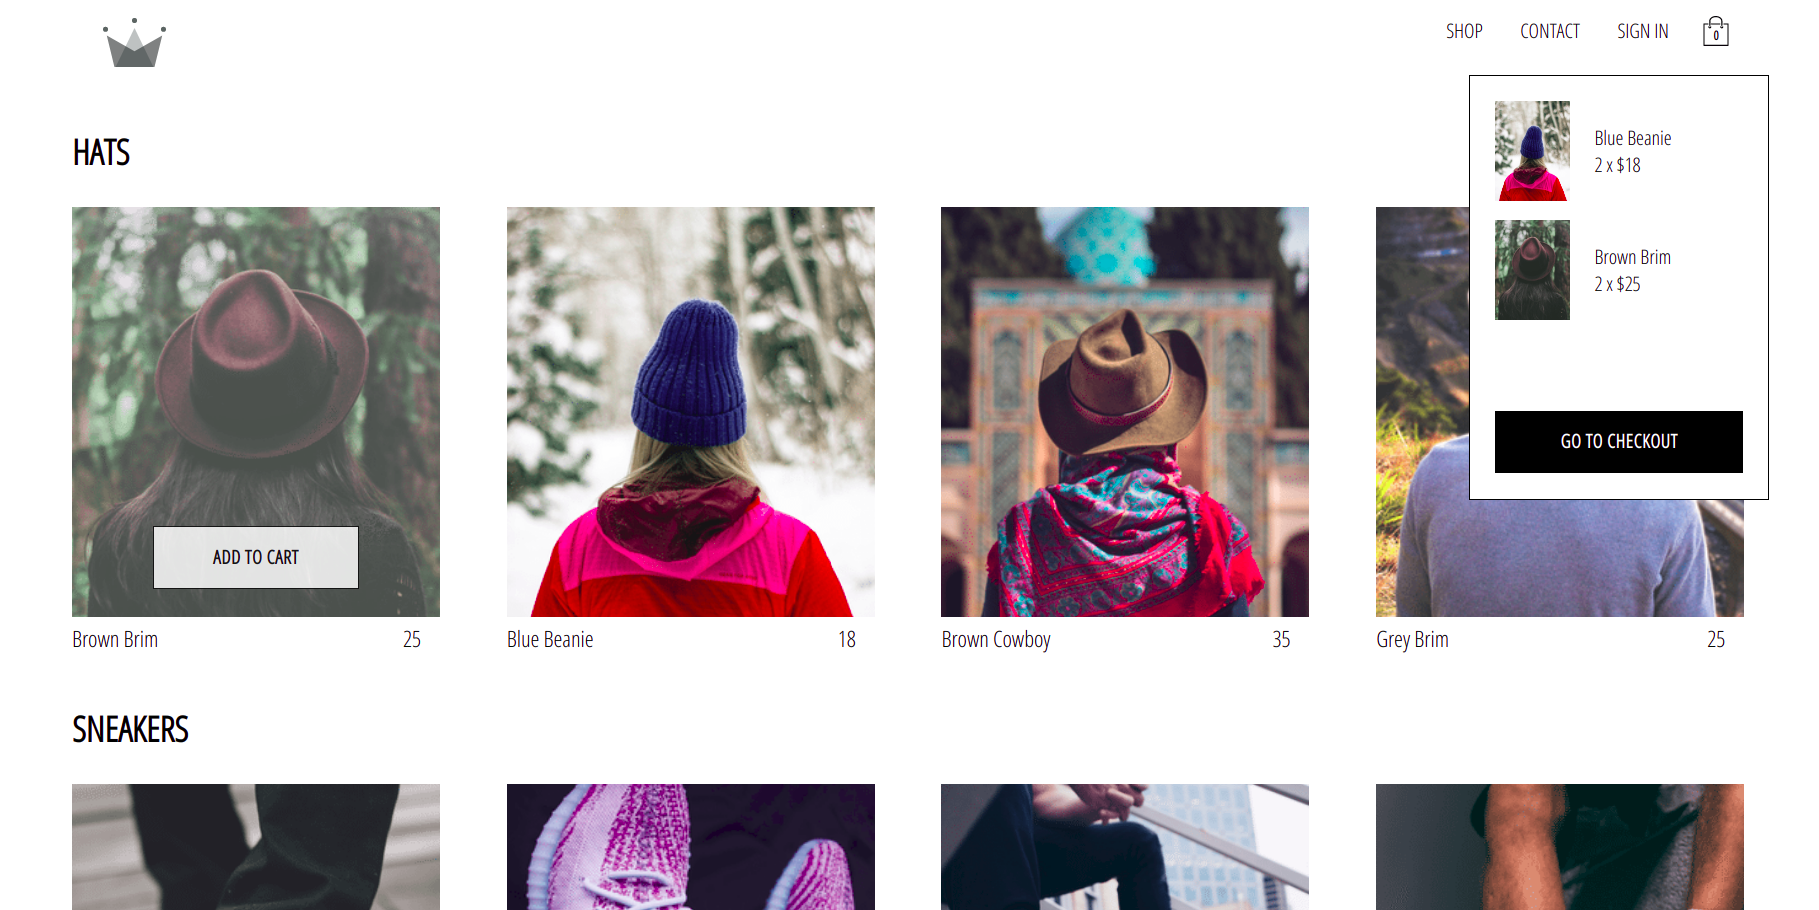 SHOP CONTACT SIGN IN 0
Blue Beanie
2 x $18
Brown Brim
2 x $25
GO TO CHECKOUT
HATS
ADD TO CART
Brown Brim 25
Blue Beanie 18
Brown Cowboy 35
Grey Brim 25
SNEAKERS